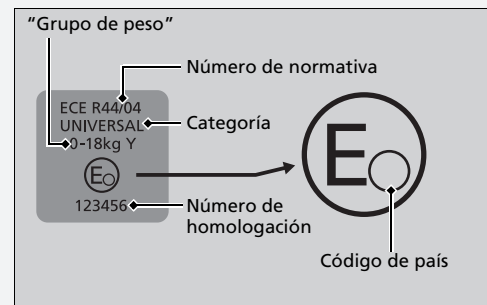 “Grupo de peso”
Número de normativa
ECE R44/04
UNIVERSAL
Categoría
0-18kg Y
E
E
123456
Número de
homologación
Código de país